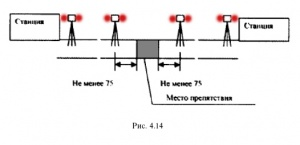 Станция
Станция
Не менее 75
Не менее 75
Место препятствия
Рис. 4.14